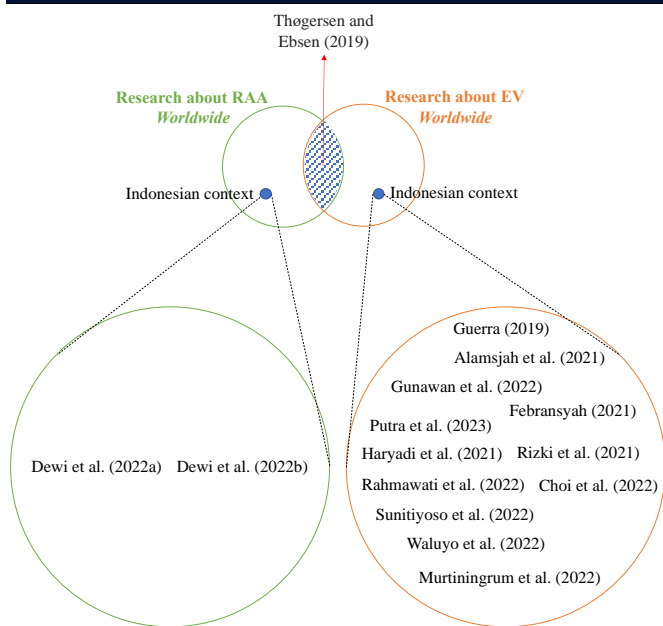 Thøgersen and
Ebsen (2019)
Research about RAA
Worldwide
Research about EV
Worldwide
Indonesian context
Indonesian context
Guerra (2019)
Alamsjah et al. (2021)
Gunawan et al. (2022
Febransyah (2021)
Putra et al. (2023)
Haryadi et al. (2021)
Rizki et al. (2021)
Dewi et al. (2022a)
Dewi et al. (2022b)
Rahmawati et al. (2022)
Choi et al. (2022)
Sunitiyoso et al. (2022)
Waluyo et al. (2022)
Murtiningrum et al. (2022)